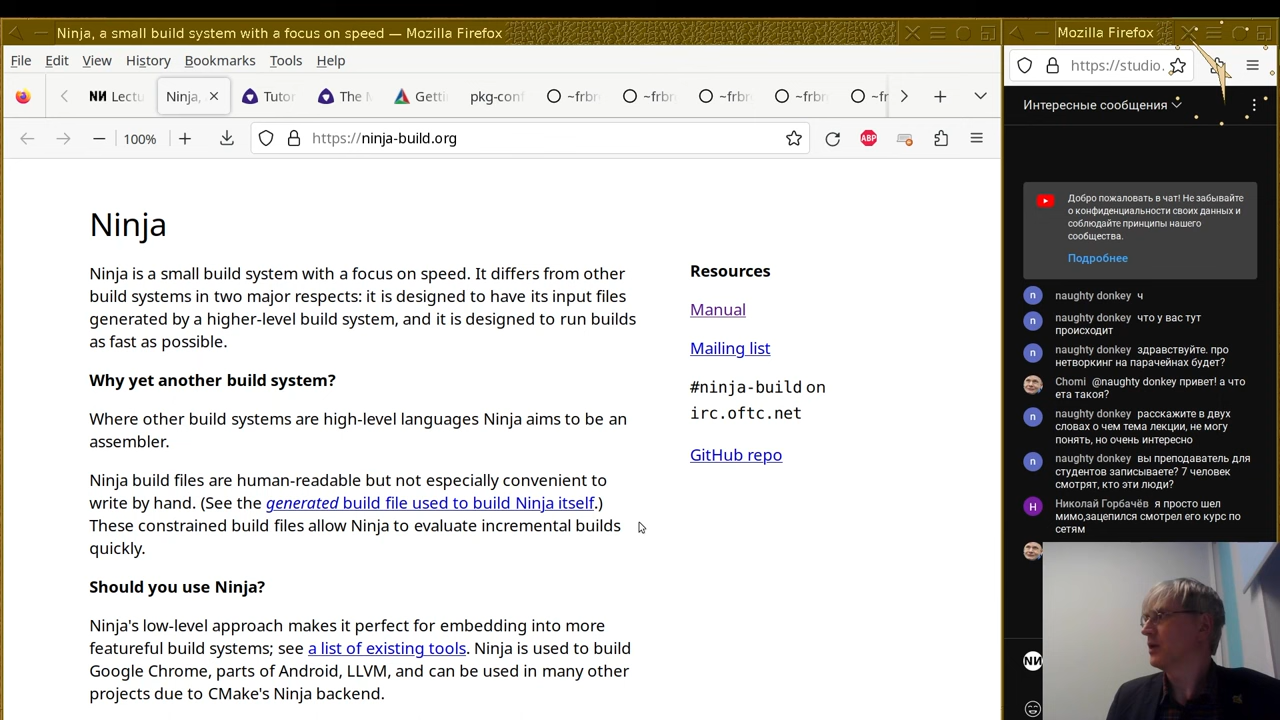 Ninja, a small build system with a focus on speed — Mozilla Firefox
File Edit View History Bookmarks Tools Help
Lectu
Ninja,
Tutor
The M
Getti
pkg-conf
~frbr
~frbr
~frbr
~frbr
~fr
100%
https://ninja-build.org
ABP
Ninja
Ninja is a small build system with a focus on speed. It differs from other
build systems in two major respects: it is designed to have its input files
generated by a higher-level build system, and it is designed to run builds
as fast as possible.
Why yet another build system?
Where other build systems are high-level languages Ninja aims to be an
assembler.
Ninja build files are human-readable but not especially convenient to
write by hand. (See the generated build file used to build Ninja itself.)
These constrained build files allow Ninja to evaluate incremental builds
quickly.
Should you use Ninja?
Ninja's low-level approach makes it perfect for embedding into more
featureful build systems; see a list of existing tools. Ninja is used to build
Google Chrome, parts of Android, LLVM, and can be used in many other
projects due to CMake's Ninja backend.
Resources
Manual
Mailing list
#ninja-build on
irc.oftc.net
GitHub repo
Mozilla Firefox
https://studio.
Интересные сообщения
Добро пожаловать в чат! Не забывайте
о конфиденциальности своих данных и
соблюдайте принципы нашего
сообщества.
Подробнее
n
naughty donkey ч
n
naughty donkey что у вас тут
происходит
n
naughty donkey здравствуйте. про
нетворкинг на парачейнах будет?
Chomi @naughty donkey привет! а что
ета такоя?
n
naughty donkey расскажите в двух
словах о чем тема лекции, не могу
понять, но очень интересно
n
naughty donkey вы преподаватель для
студентов записываете? 7 человек
смотрят, кто эти люди?
Н
Николай Горбачёв я просто шел
мимо,зацепился смотрел его курс по
сетям